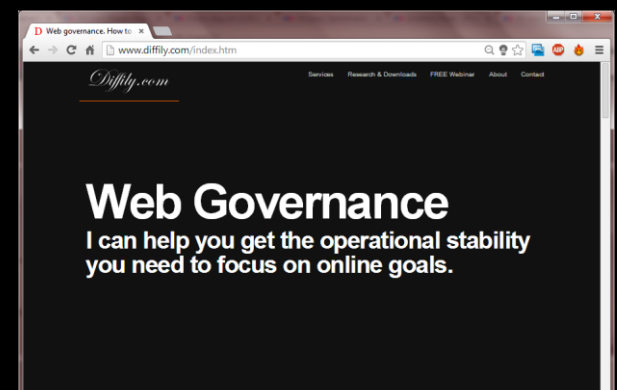 D Web governance. How to
www.diffily.com/index.htm
ABP
Diffily.com
Services Research & Downloads FREE Webinar About Contact
Web Governance
I can help you get the operational stability
you need to focus on online goals.